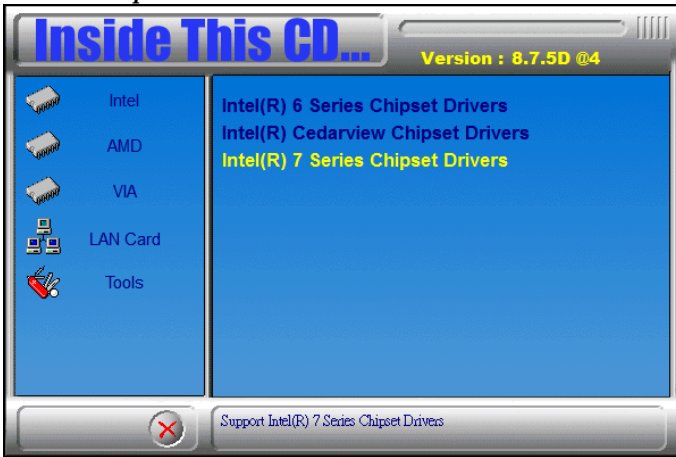 Inside This CD...
Version : 8.7.5D @4
Intel
AMD
VIA
LAN Card
Tools
Intel(R) 6 Series Chipset Drivers
Intel(R) Cedarview Chipset Drivers
Intel(R) 7 Series Chipset Drivers
Support Intel(R) 7 Series Chipset Drivers